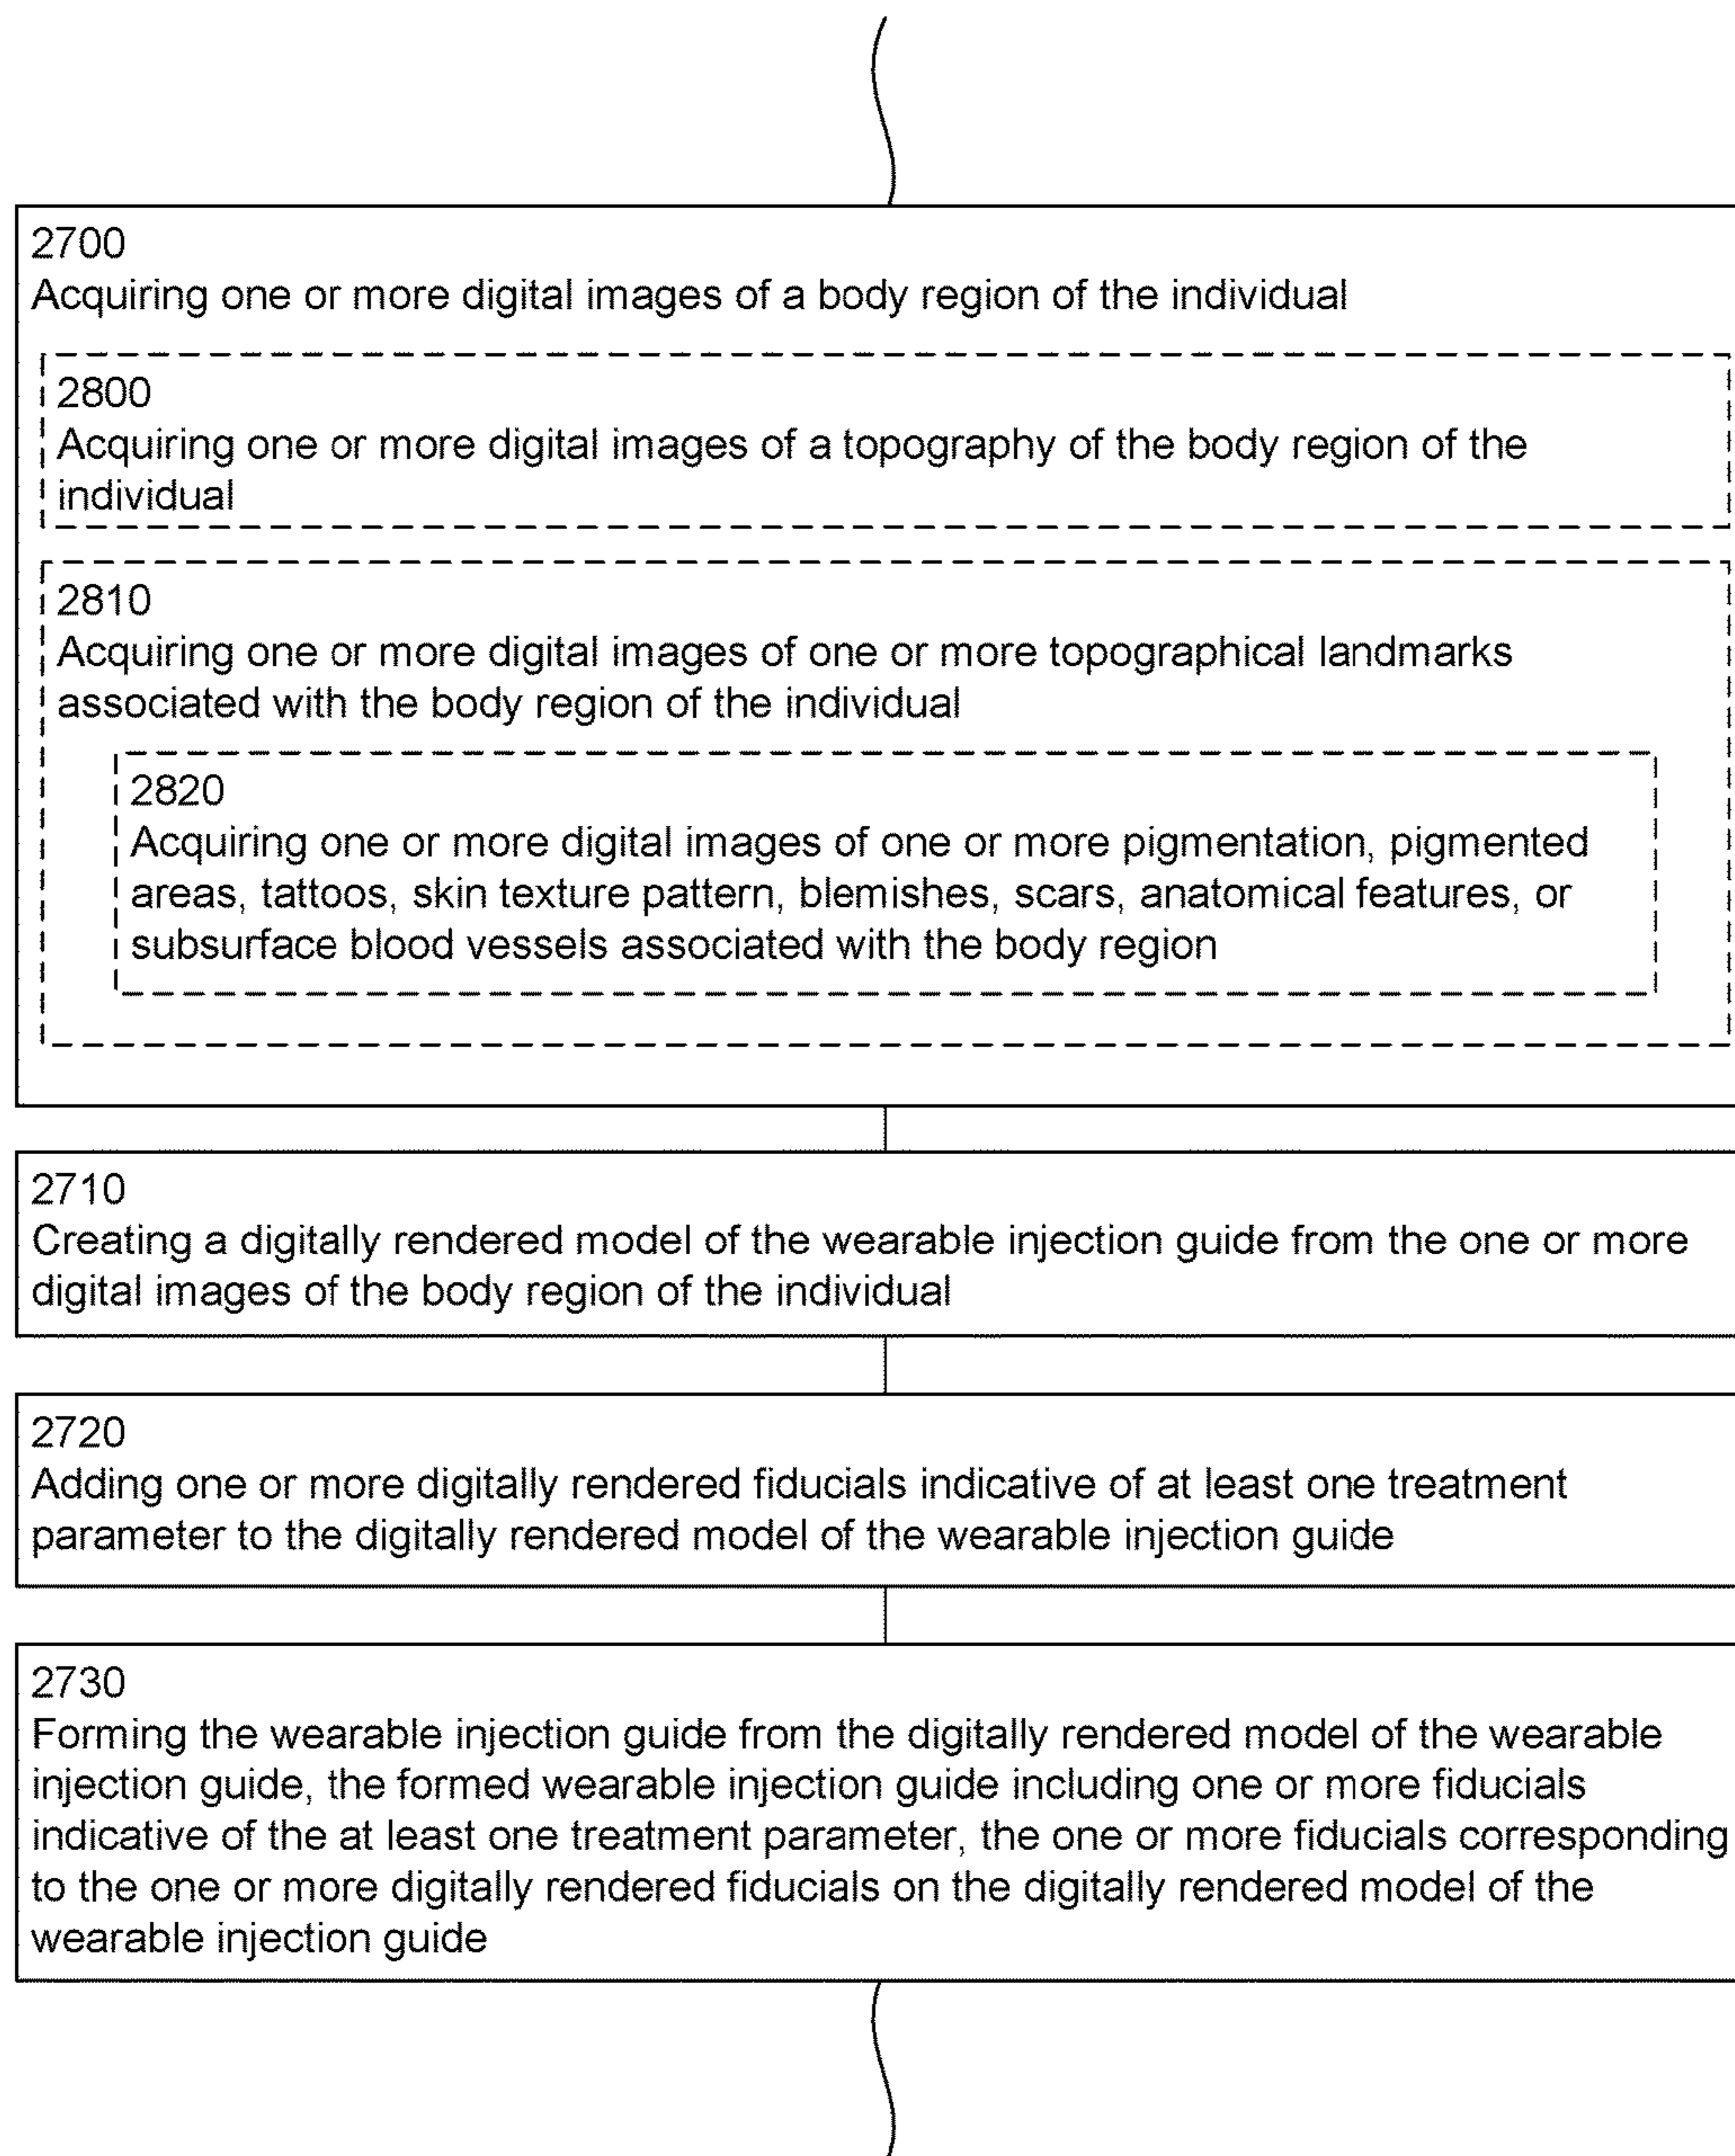 2700
Acquiring one or more digital images of a body region of the individual
2800
Acquiring one or more digital images of a topography of the body region of the
individual
2810
Acquiring one or more digital images of one or more topographical landmarks
associated with the body region of the individual
2820
Acquiring one or more digital images of one or more pigmentation, pigmented
areas, tattoos, skin texture pattern, blemishes, scars, anatomical features, or
subsurface blood vessels associated with the body region
2710
Creating a digitally rendered model of the wearable injection guide from the one or more
digital images of the body region of the individual
2720
Adding one or more digitally rendered fiducials indicative of at least one treatment
parameter to the digitally rendered model of the wearable injection guide
2730
Forming the wearable injection guide from the digitally rendered model of the wearable
injection guide, the formed wearable injection guide including one or more fiducials
indicative of the at least one treatment parameter, the one or more fiducials corresponding
to the one or more digitally rendered fiducials on the digitally rendered model of the
wearable injection guide